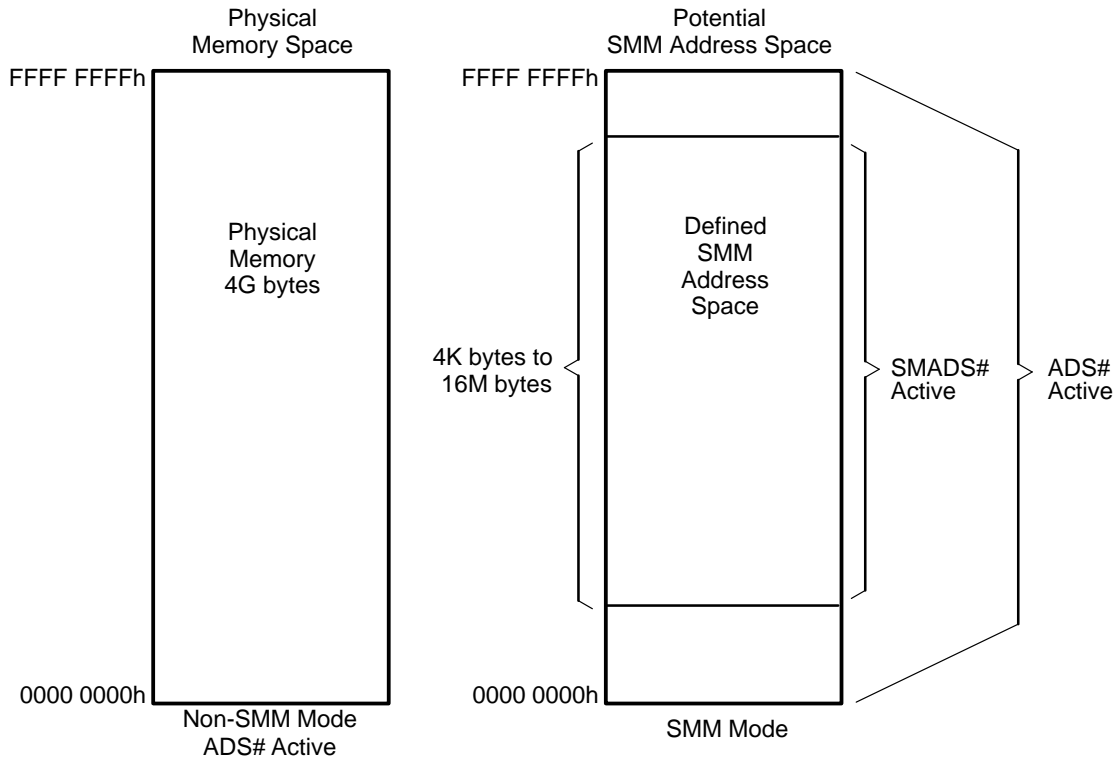 Physical
Memory Space
FFFF FFFFh
Physical
Memory
4G bytes
0000 0000h
Non-SMM Mode
ADS# Active
Potential
SMM Address Space
FFFF FFFFh
Defined
SMM
Address
Space
4K bytes to
16M bytes
SMADS#
Active
ADS#
Active
0000 0000h
SMM Mode